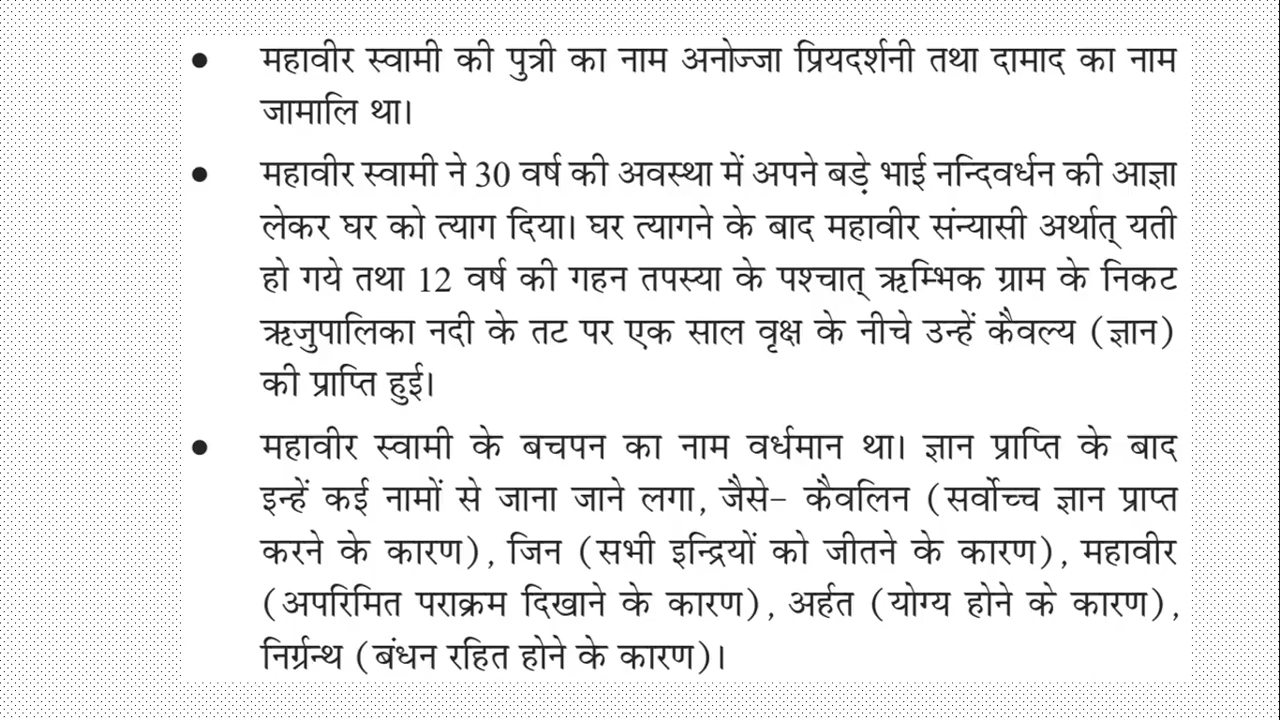 • महावीर स्वामी की पुत्री का नाम अनोज्जा प्रियदर्शनी तथा दामाद का नाम
जामालि था।
• महावीर स्वामी ने 30 वर्ष की अवस्था में अपने बड़े भाई नन्दिवर्धन की आज्ञा
लेकर घर को त्याग दिया। घर त्यागने के बाद महावीर संन्यासी अर्थात् यती
हो गये तथा 12 वर्ष की गहन तपस्या के पश्चात् ऋम्भिक ग्राम के निकट
ऋजुपालिका नदी के तट पर एक साल वृक्ष के नीचे उन्हें कैवल्य (ज्ञान)
की प्राप्ति हुई।
• महावीर स्वामी के बचपन का नाम वर्धमान था। ज्ञान प्राप्ति के बाद
इन्हें कई नामों से जाना जाने लगा, जैसे- कैवलिन (सर्वोच्च ज्ञान प्राप्त
करने के कारण), जिन (सभी इन्द्रियों को जीतने के कारण), महावीर
(अपरिमित पराक्रम दिखाने के कारण), अर्हत (योग्य होने के कारण),
निर्ग्रन्थ (बंधन रहित होने के कारण)।